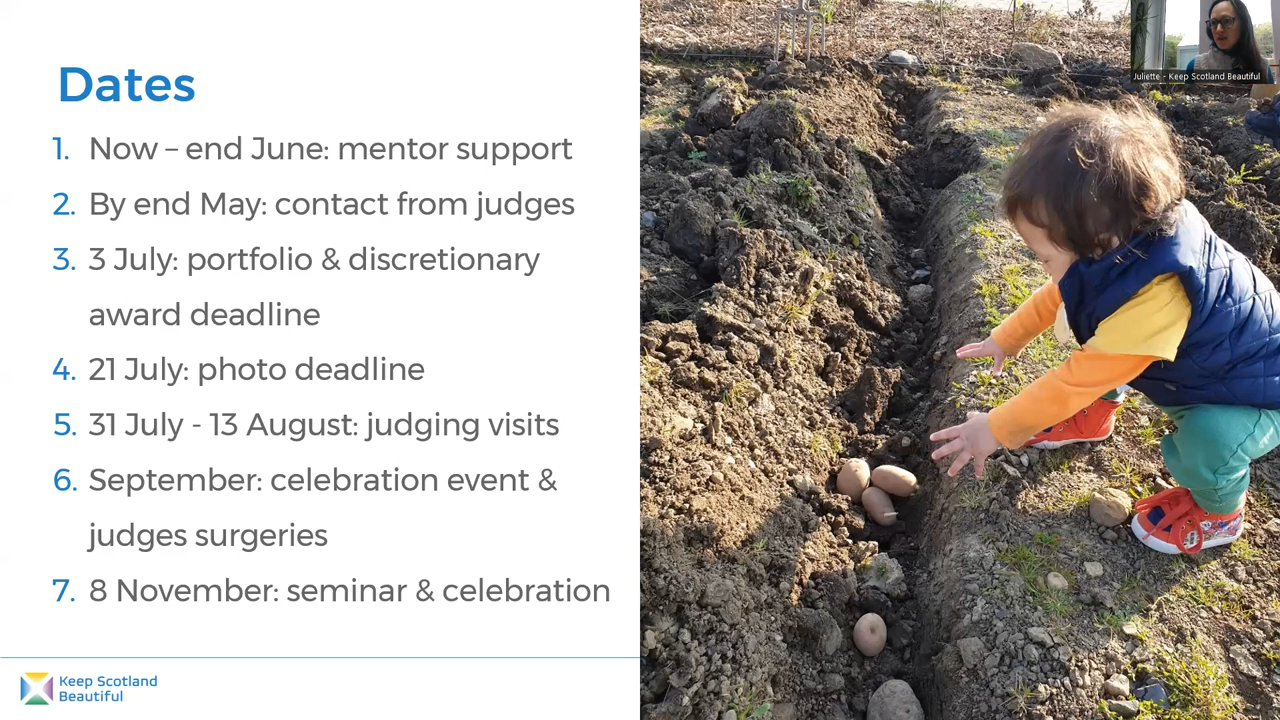 Dates
1. Now – end June: mentor support
2. By end May: contact from judges
3. 3 July: portfolio & discretionary
award deadline
4. 21 July: photo deadline
5. 31 July - 13 August: judging visits
6. September: celebration event &
judges surgeries
7. 8 November: seminar & celebration
Keep Scotland
Beautiful
Juliette - Keep Scotland Beautiful